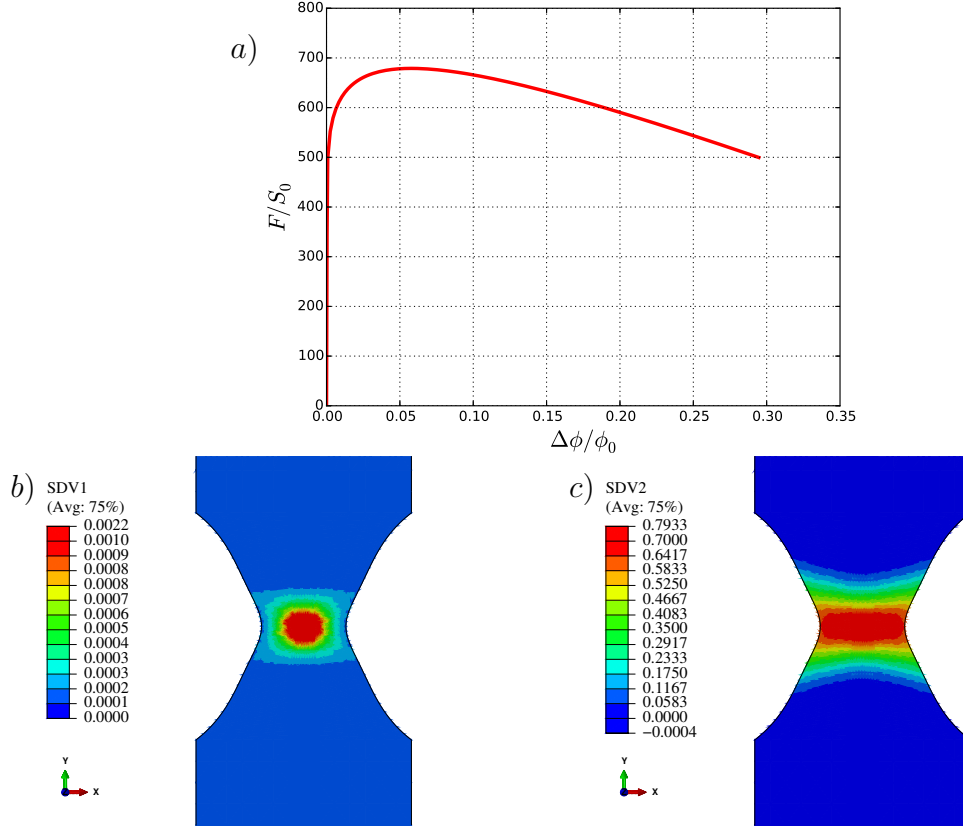 a)
800
700
600
500
400
300
200
100
0
F/S₀
0.00 0.05 0.10 0.15 0.20 0.25 0.30 0.35
Δϕ/ϕ₀
b)
SDV1
(Avg: 75%)
0.0022
0.0010
0.0009
0.0008
0.0008
0.0007
0.0006
0.0005
0.0004
0.0003
0.0003
0.0002
0.0001
0.0000
Y
X
c)
SDV2
(Avg: 75%)
0.7933
0.7000
0.6417
0.5833
0.5250
0.4667
0.4083
0.3500
0.2917
0.2333
0.1750
0.1167
0.0583
0.0000
−0.0004
Y
X